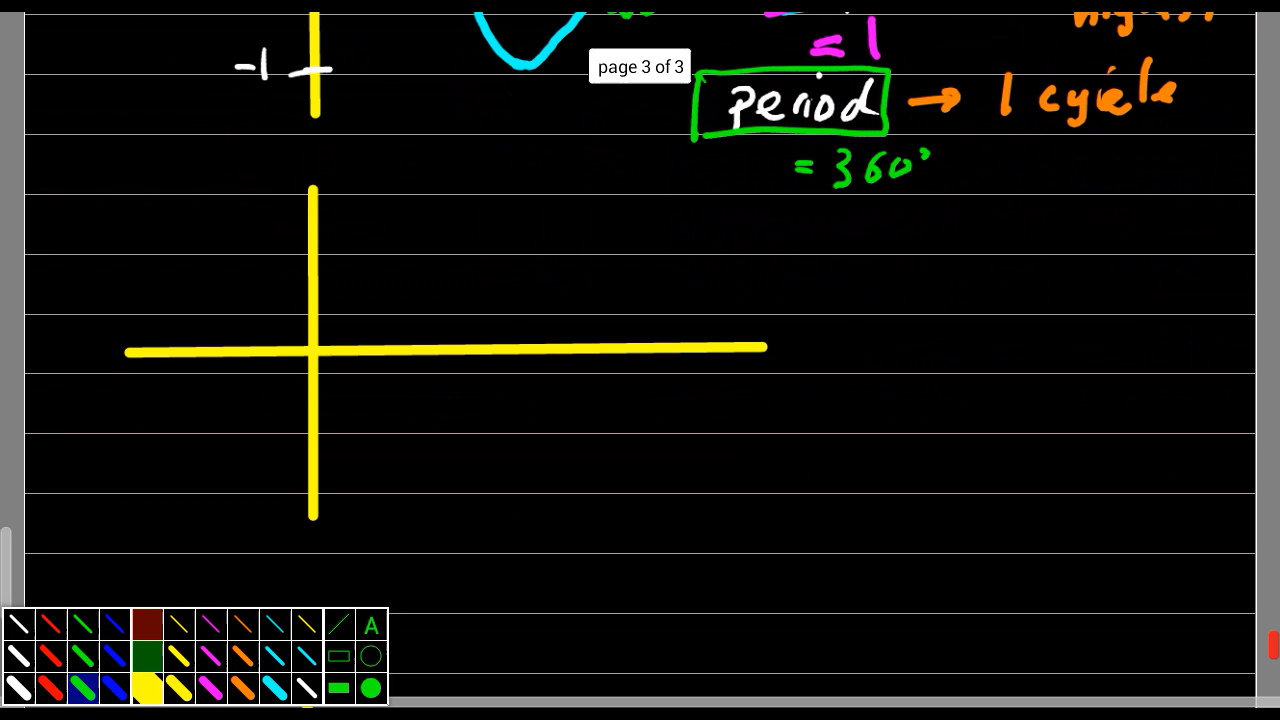 = 1
-1
page 3 of 3
period → 1 cycle
= 360°
A